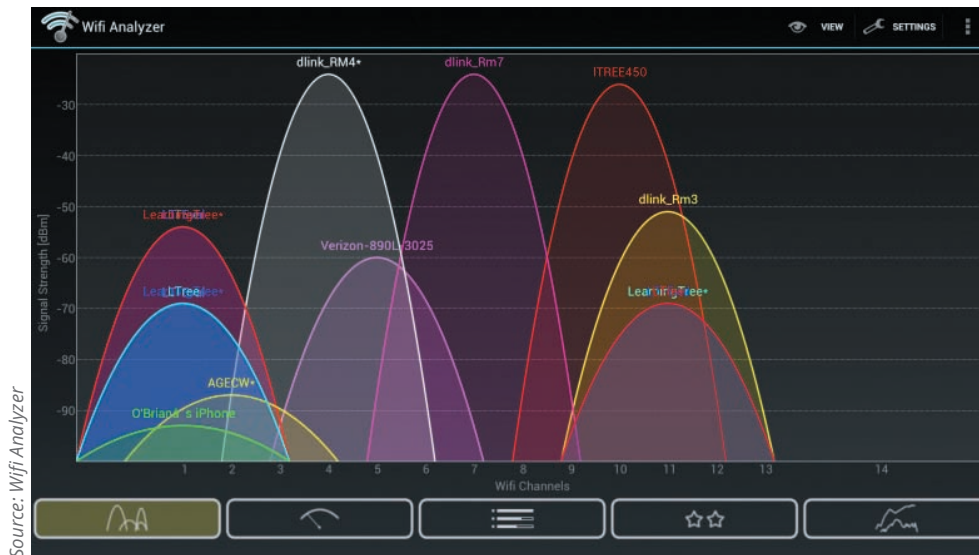 Wifi Analyzer
VIEW
SETTINGS
dlink_RM4*
dlink_Rm7
ITREE450
-30
-40
dlink_Rm3
-50
Verizon-890L-3025
-60
LTree
LearningTree*
-70
-80
AGECW*
-90
O'Brianâ s iPhone
1 2 3 4 5 6 7 8 9 10 11 12 13 14
Signal Strength [dBm]
Wifi Channels
Source: Wifi Analyzer